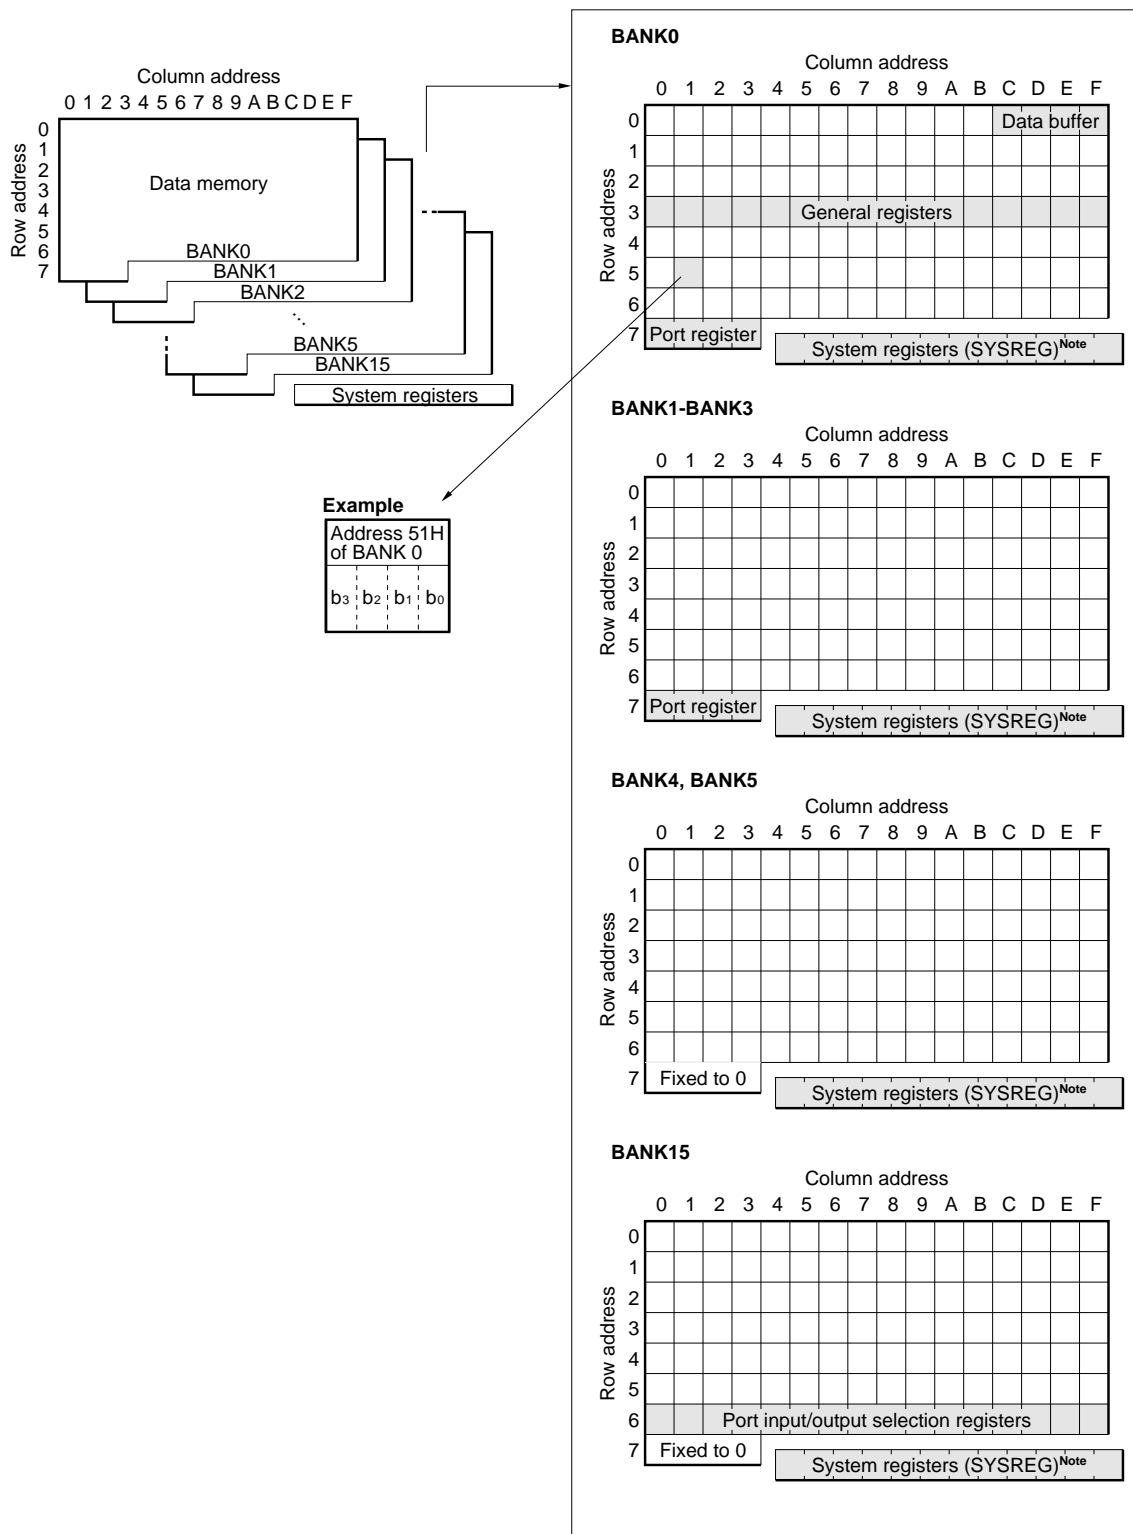 Column address
0 1 2 3 4 5 6 7 8 9 A B C D E F
Row address
0
1
2
3
4
5
6
7
Data memory
BANK0
BANK1
BANK2
BANK5
BANK15
System registers
Example
Address 51H
of BANK 0
b3 b2 b1 b0
BANK0
Column address
0 1 2 3 4 5 6 7 8 9 A B C D E F
Row address
0 Data buffer
1
2
3 General registers
4
5
6
7 Port register System registers (SYSREG)Note
BANK1-BANK3
Column address
0 1 2 3 4 5 6 7 8 9 A B C D E F
Row address
0
1
2
3
4
5
6
7 Port register System registers (SYSREG)Note
BANK4, BANK5
Column address
0 1 2 3 4 5 6 7 8 9 A B C D E F
Row address
0
1
2
3
4
5
6
7 Fixed to 0 System registers (SYSREG)Note
BANK15
Column address
0 1 2 3 4 5 6 7 8 9 A B C D E F
Row address
0
1
2
3
4
5
6 Port input/output selection registers
7 Fixed to 0 System registers (SYSREG)Note